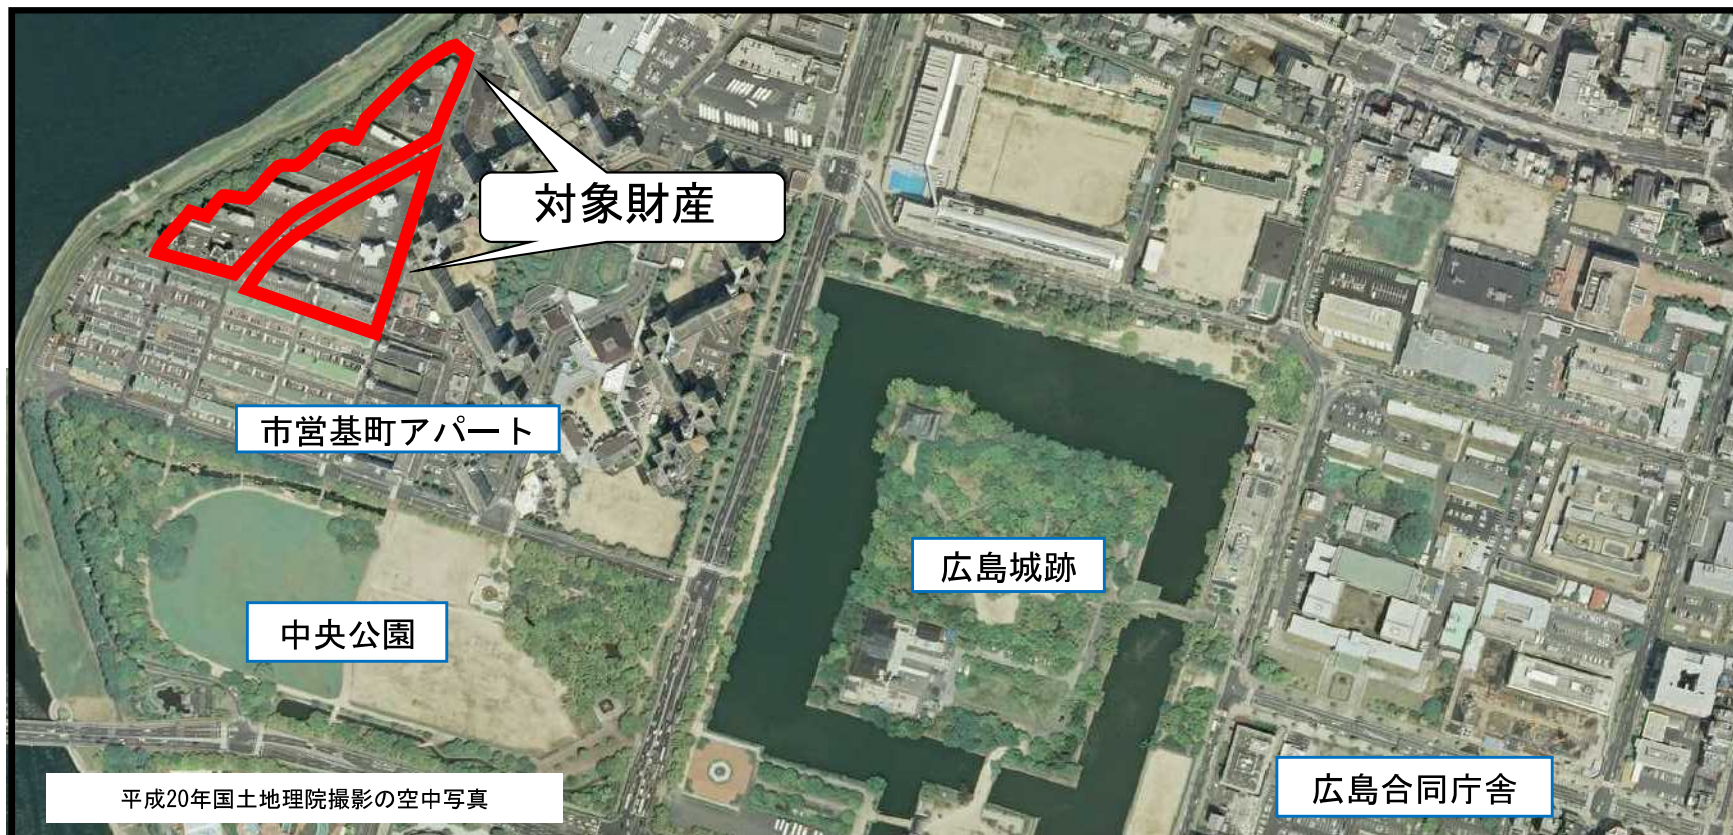 対象財産
市営基町アパート
広島城跡
中央公園
広島合同庁舎
平成20年国土地理院撮影の空中写真